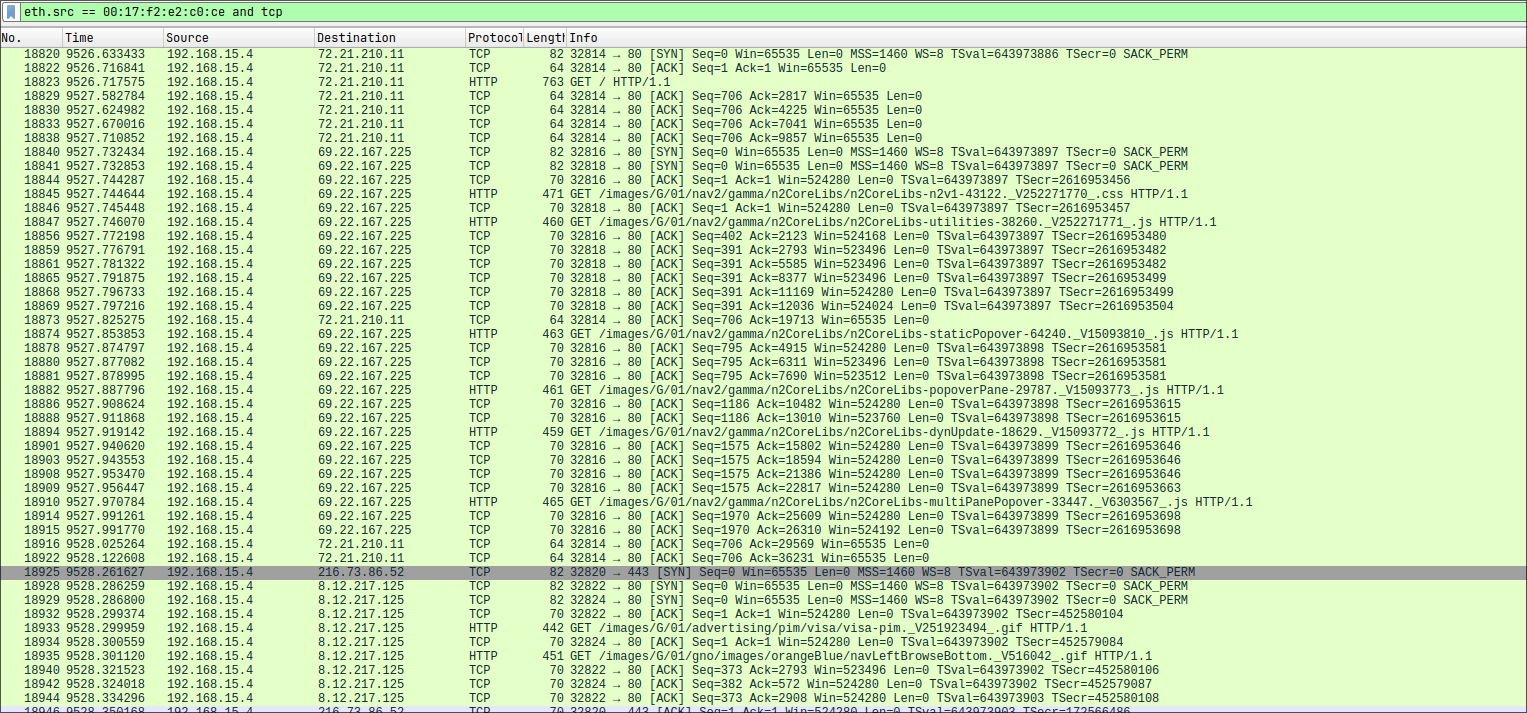 eth.src == 00:17:f2:e2:c0:ce and tcp
No. Time Source Destination Protocol Length Info
18820 9526.633433 192.168.15.4 72.21.210.11 TCP 82 32814 → 80 [SYN] Seq=0 Win=65535 Len=0 MSS=1460 WS=8 TSval=643973886 TSecr=0 SACK_PERM
18822 9526.716841 192.168.15.4 72.21.210.11 TCP 64 32814 → 80 [ACK] Seq=1 Ack=1 Win=65535 Len=0
18823 9526.717575 192.168.15.4 72.21.210.11 HTTP 763 GET / HTTP/1.1
18829 9527.582784 192.168.15.4 72.21.210.11 TCP 64 32814 → 80 [ACK] Seq=706 Ack=2817 Win=65535 Len=0
18830 9527.624982 192.168.15.4 72.21.210.11 TCP 64 32814 → 80 [ACK] Seq=706 Ack=4225 Win=65535 Len=0
18833 9527.670016 192.168.15.4 72.21.210.11 TCP 64 32814 → 80 [ACK] Seq=706 Ack=7041 Win=65535 Len=0
18838 9527.710852 192.168.15.4 72.21.210.11 TCP 64 32814 → 80 [ACK] Seq=706 Ack=9857 Win=65535 Len=0
18840 9527.732434 192.168.15.4 69.22.167.225 TCP 82 32816 → 80 [SYN] Seq=0 Win=65535 Len=0 MSS=1460 WS=8 TSval=643973897 TSecr=0 SACK_PERM
18841 9527.732853 192.168.15.4 69.22.167.225 TCP 82 32818 → 80 [SYN] Seq=0 Win=65535 Len=0 MSS=1460 WS=8 TSval=643973897 TSecr=0 SACK_PERM
18844 9527.744287 192.168.15.4 69.22.167.225 TCP 70 32816 → 80 [ACK] Seq=1 Ack=1 Win=524280 Len=0 TSval=643973897 TSecr=2616953456
18845 9527.744644 192.168.15.4 69.22.167.225 HTTP 471 GET /images/G/01/nav2/gamma/n2CoreLibs/n2CoreLibs-n2v1-43122._V252271770_.css HTTP/1.1
18846 9527.745448 192.168.15.4 69.22.167.225 TCP 70 32818 → 80 [ACK] Seq=1 Ack=1 Win=524280 Len=0 TSval=643973897 TSecr=2616953457
18847 9527.746070 192.168.15.4 69.22.167.225 HTTP 460 GET /images/G/01/nav2/gamma/n2CoreLibs/n2CoreLibs-utilities-38260._V252271771_.js HTTP/1.1
18856 9527.772198 192.168.15.4 69.22.167.225 TCP 70 32816 → 80 [ACK] Seq=402 Ack=2123 Win=524168 Len=0 TSval=643973897 TSecr=2616953480
18859 9527.776791 192.168.15.4 69.22.167.225 TCP 70 32818 → 80 [ACK] Seq=391 Ack=2793 Win=523496 Len=0 TSval=643973897 TSecr=2616953482
18861 9527.781322 192.168.15.4 69.22.167.225 TCP 70 32818 → 80 [ACK] Seq=391 Ack=5585 Win=523496 Len=0 TSval=643973897 TSecr=2616953482
18865 9527.791875 192.168.15.4 69.22.167.225 TCP 70 32818 → 80 [ACK] Seq=391 Ack=8377 Win=523496 Len=0 TSval=643973897 TSecr=2616953499
18868 9527.796733 192.168.15.4 69.22.167.225 TCP 70 32818 → 80 [ACK] Seq=391 Ack=11169 Win=524280 Len=0 TSval=643973897 TSecr=2616953499
18869 9527.797216 192.168.15.4 69.22.167.225 TCP 70 32818 → 80 [ACK] Seq=391 Ack=12036 Win=524024 Len=0 TSval=643973897 TSecr=2616953504
18873 9527.825275 192.168.15.4 72.21.210.11 TCP 64 32814 → 80 [ACK] Seq=706 Ack=19713 Win=65535 Len=0
18874 9527.853853 192.168.15.4 69.22.167.225 HTTP 463 GET /images/G/01/nav2/gamma/n2CoreLibs/n2CoreLibs-staticPopover-64240._V15093810_.js HTTP/1.1
18878 9527.874797 192.168.15.4 69.22.167.225 TCP 70 32816 → 80 [ACK] Seq=795 Ack=4915 Win=524280 Len=0 TSval=643973898 TSecr=2616953581
18880 9527.877082 192.168.15.4 69.22.167.225 TCP 70 32816 → 80 [ACK] Seq=795 Ack=6311 Win=523496 Len=0 TSval=643973898 TSecr=2616953581
18881 9527.878995 192.168.15.4 69.22.167.225 TCP 70 32816 → 80 [ACK] Seq=795 Ack=7690 Win=523512 Len=0 TSval=643973898 TSecr=2616953581
18882 9527.887796 192.168.15.4 69.22.167.225 HTTP 461 GET /images/G/01/nav2/gamma/n2CoreLibs/n2CoreLibs-popoverPane-29787._V15093773_.js HTTP/1.1
18886 9527.908624 192.168.15.4 69.22.167.225 TCP 70 32816 → 80 [ACK] Seq=1186 Ack=10482 Win=524280 Len=0 TSval=643973898 TSecr=2616953615
18888 9527.911868 192.168.15.4 69.22.167.225 TCP 70 32816 → 80 [ACK] Seq=1186 Ack=13010 Win=523760 Len=0 TSval=643973898 TSecr=2616953615
18894 9527.919142 192.168.15.4 69.22.167.225 HTTP 459 GET /images/G/01/nav2/gamma/n2CoreLibs/n2CoreLibs-dynUpdate-18629._V15093772_.js HTTP/1.1
18901 9527.940620 192.168.15.4 69.22.167.225 TCP 70 32816 → 80 [ACK] Seq=1575 Ack=15802 Win=524280 Len=0 TSval=643973899 TSecr=2616953646
18903 9527.943553 192.168.15.4 69.22.167.225 TCP 70 32816 → 80 [ACK] Seq=1575 Ack=18594 Win=524280 Len=0 TSval=643973899 TSecr=2616953646
18908 9527.953470 192.168.15.4 69.22.167.225 TCP 70 32816 → 80 [ACK] Seq=1575 Ack=21386 Win=524280 Len=0 TSval=643973899 TSecr=2616953646
18909 9527.956447 192.168.15.4 69.22.167.225 TCP 70 32816 → 80 [ACK] Seq=1575 Ack=22817 Win=524280 Len=0 TSval=643973899 TSecr=2616953663
18910 9527.970784 192.168.15.4 69.22.167.225 HTTP 465 GET /images/G/01/nav2/gamma/n2CoreLibs/n2CoreLibs-multiPanePopover-33447._V6303567_.js HTTP/1.1
18914 9527.991261 192.168.15.4 69.22.167.225 TCP 70 32816 → 80 [ACK] Seq=1970 Ack=25609 Win=524280 Len=0 TSval=643973899 TSecr=2616953698
18915 9527.991770 192.168.15.4 69.22.167.225 TCP 70 32816 → 80 [ACK] Seq=1970 Ack=26310 Win=524192 Len=0 TSval=643973899 TSecr=2616953698
18916 9528.025264 192.168.15.4 72.21.210.11 TCP 64 32814 → 80 [ACK] Seq=706 Ack=29569 Win=65535 Len=0
18922 9528.122608 192.168.15.4 72.21.210.11 TCP 64 32814 → 80 [ACK] Seq=706 Ack=36231 Win=65535 Len=0
18925 9528.261627 192.168.15.4 216.73.86.52 TCP 82 32820 → 443 [SYN] Seq=0 Win=65535 Len=0 MSS=1460 WS=8 TSval=643973902 TSecr=0 SACK_PERM
18928 9528.286259 192.168.15.4 8.12.217.125 TCP 82 32822 → 80 [SYN] Seq=0 Win=65535 Len=0 MSS=1460 WS=8 TSval=643973902 TSecr=0 SACK_PERM
18929 9528.286800 192.168.15.4 8.12.217.125 TCP 82 32824 → 80 [SYN] Seq=0 Win=65535 Len=0 MSS=1460 WS=8 TSval=643973902 TSecr=0 SACK_PERM
18932 9528.299374 192.168.15.4 8.12.217.125 TCP 70 32822 → 80 [ACK] Seq=1 Ack=1 Win=524280 Len=0 TSval=643973902 TSecr=452580104
18933 9528.299959 192.168.15.4 8.12.217.125 HTTP 442 GET /images/G/01/advertising/pim/visa/visa-pim._V251923494_.gif HTTP/1.1
18934 9528.300559 192.168.15.4 8.12.217.125 TCP 70 32824 → 80 [ACK] Seq=1 Ack=1 Win=524280 Len=0 TSval=643973902 TSecr=452579084
18935 9528.301120 192.168.15.4 8.12.217.125 HTTP 451 GET /images/G/01/gno/images/orangeBlue/navLeftBrowseBottom._V516042_.gif HTTP/1.1
18940 9528.321523 192.168.15.4 8.12.217.125 TCP 70 32822 → 80 [ACK] Seq=373 Ack=2793 Win=523496 Len=0 TSval=643973902 TSecr=452580106
18942 9528.324018 192.168.15.4 8.12.217.125 TCP 70 32824 → 80 [ACK] Seq=382 Ack=572 Win=524280 Len=0 TSval=643973902 TSecr=452579087
18944 9528.334296 192.168.15.4 8.12.217.125 TCP 70 32822 → 80 [ACK] Seq=373 Ack=2908 Win=524280 Len=0 TSval=643973903 TSecr=452580108
18946 9528.350168 192.168.15.4 216.73.86.52 TCP 70 32820 → 443 [ACK] Seq=1 Ack=1 Win=524280 Len=0 TSval=643973903 TSecr=172566486